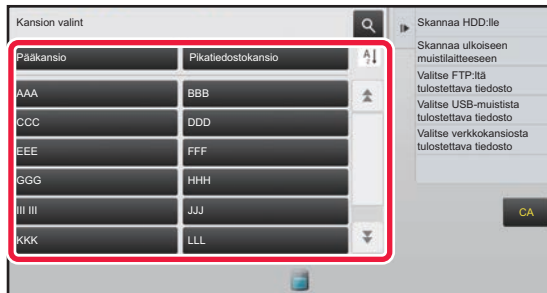 Kansion valint
Pääkansio
Pikatiedostokansio
AAA
BBB
CCC
DDD
EEE
FFF
GGG
HHH
III III
JJJ
KKK
LLL
Skannaa HDD:lle
Skannaa ulkoiseen
muistilaitteeseen
Valitse FTP:ltä
tulostettava tiedosto
Valitse USB-muistista
tulostettava tiedosto
Valitse verkkokansiosta
tulostettava tiedosto
CA